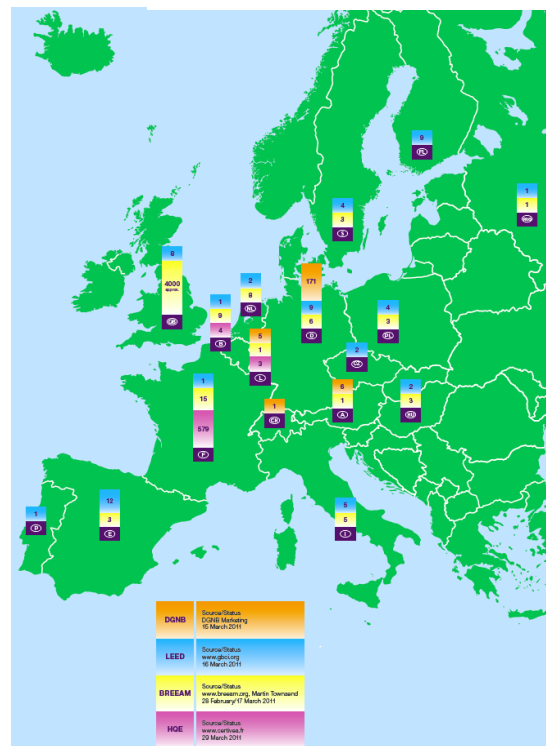 9
FL
1
1
RUS
4
3
S
8
4000
approx.
GB
2
8
NL
171
9
6
D
1
9
4
B
4
3
PL
5
1
3
L
2
CZ
1
15
579
F
6
1
A
2
3
HU
1
CH
12
3
E
1
P
5
5
I
DGNB
Source/Status
DGNB Marketing
15 March 2011
LEED
Source/Status
www.gbci.org
16 March 2011
BREEAM
Source/Status
www.breeam.org, Martin Townsend
28 February/17 March 2011
HQE
Source/Status
www.certivea.fr
29 March 2011